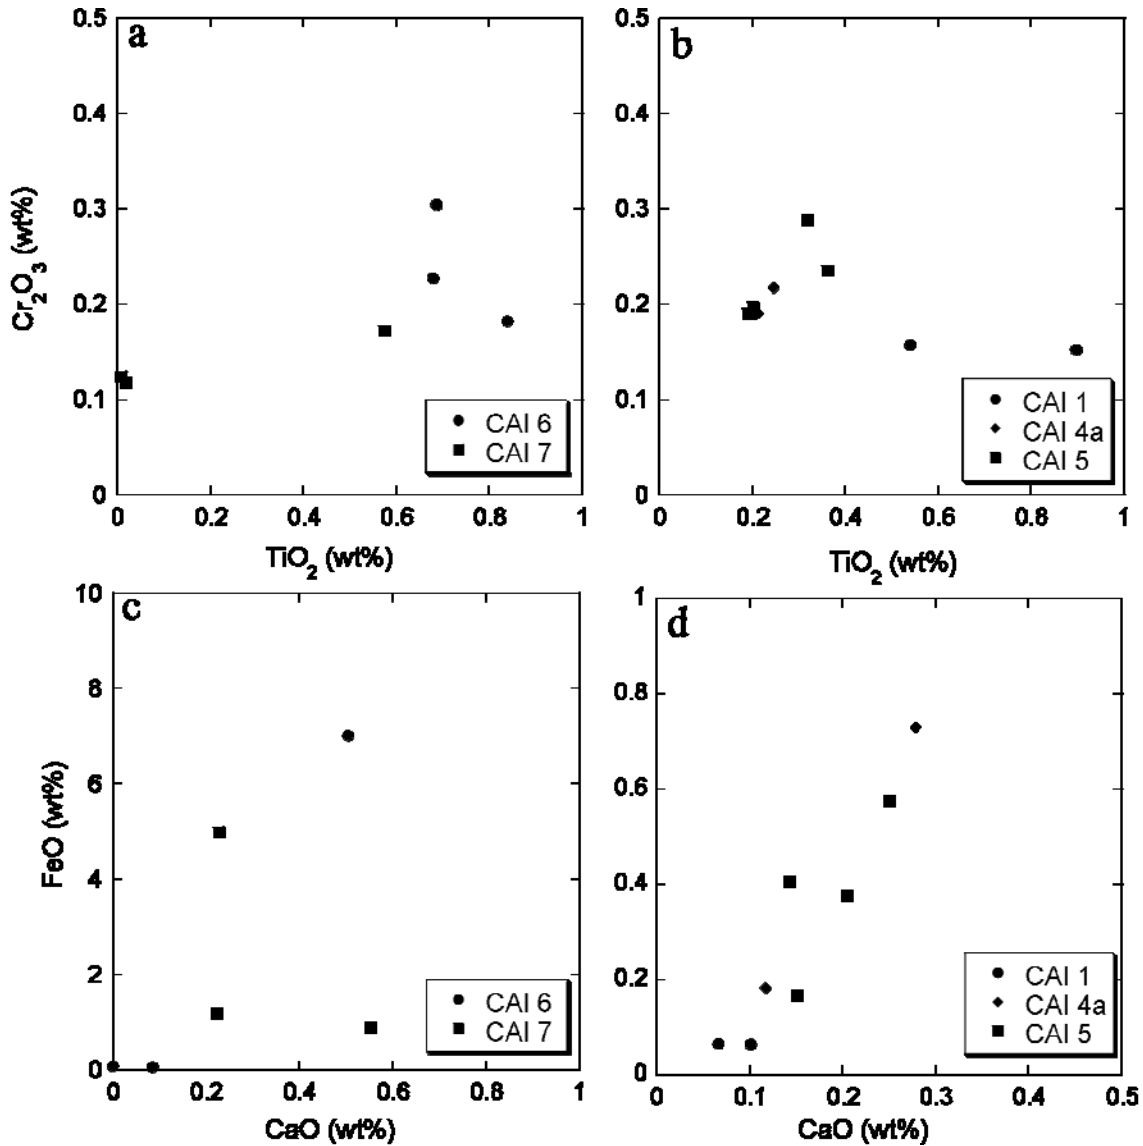 a
0.5
0.4
0.3
0.2
0.1
0
Cr2O3 (wt%)
0 0.2 0.4 0.6 0.8 1
TiO2 (wt%)
CAI 6
CAI 7
b
0.5
0.4
0.3
0.2
0.1
0
0 0.2 0.4 0.6 0.8 1
TiO2 (wt%)
CAI 1
CAI 4a
CAI 5
c
10
8
6
4
2
0
FeO (wt%)
0 0.2 0.4 0.6 0.8 1
CaO (wt%)
CAI 6
CAI 7
d
1
0.8
0.6
0.4
0.2
0
0 0.1 0.2 0.3 0.4 0.5
CaO (wt%)
CAI 1
CAI 4a
CAI 5